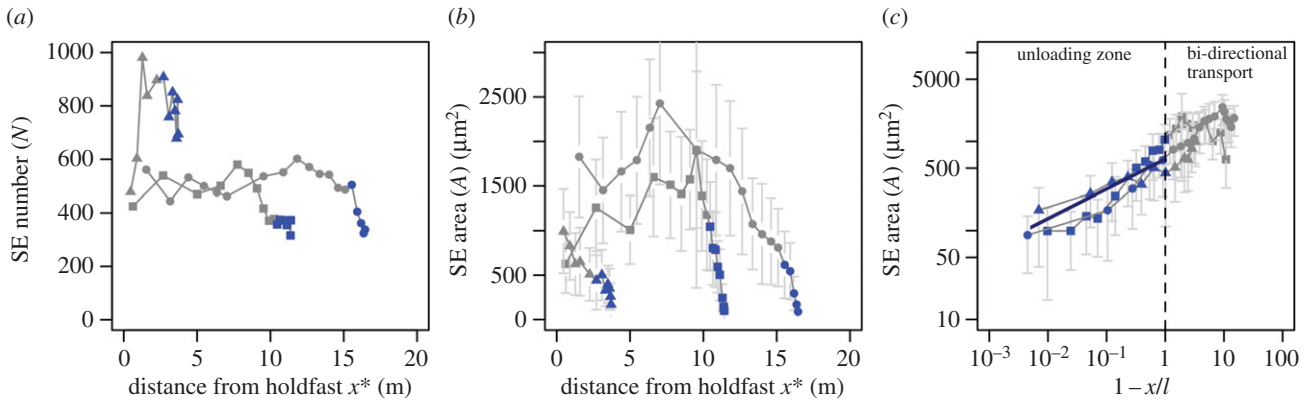 (a)
(b)
(c)
1000
800
600
400
200
0
SE number (N)
0 5 10 15 20
distance from holdfast x* (m)
2500
1500
500
0
SE area (A) (µm²)
0 5 10 15 20
distance from holdfast x* (m)
unloading zone
bi-directional
transport
5000
500
50
10
SE area (A) (µm²)
10⁻³ 10⁻² 10⁻¹ 1 10 100
1 – x/l